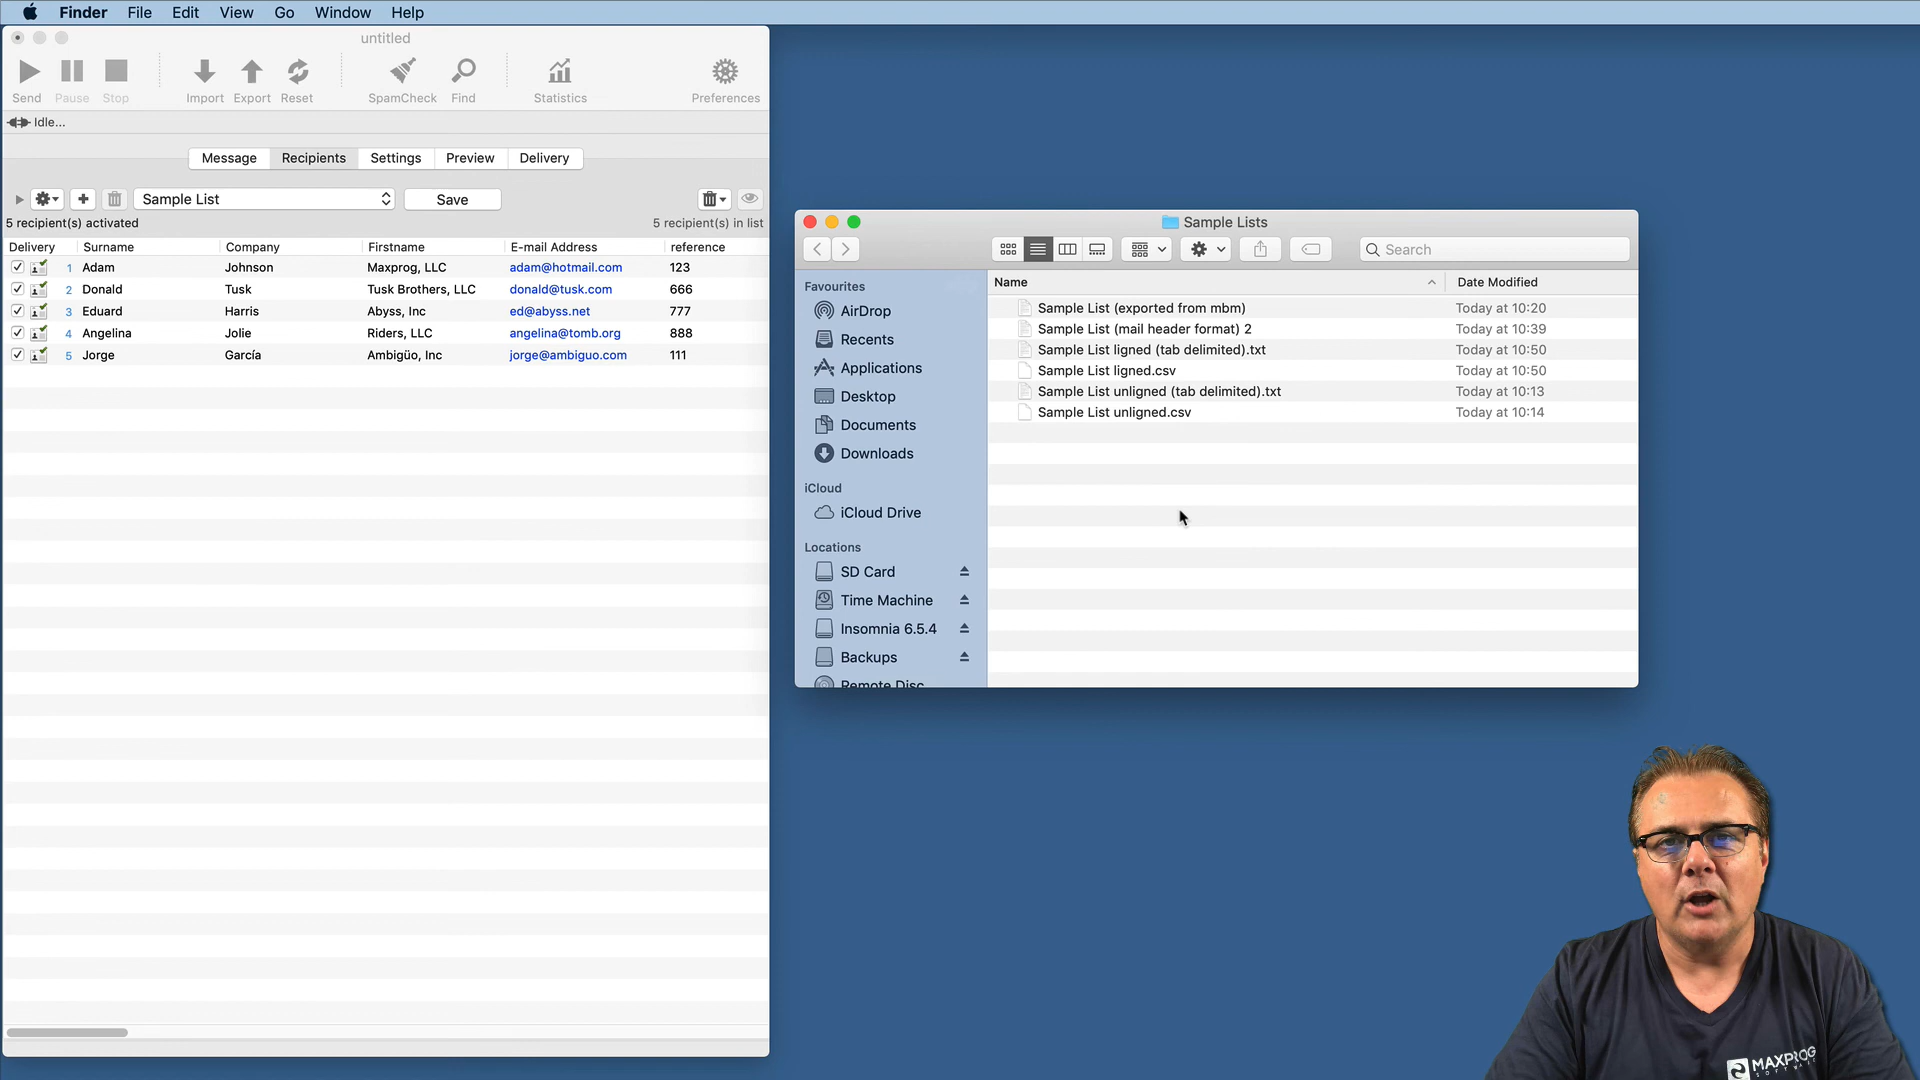 Finder File Edit View Go Window Help
untitled
Send Pause Stop Import Export Reset SpamCheck Find Statistics Preferences
Idle...
Message Recipients Settings Preview Delivery
Sample List Save
5 recipient(s) activated 5 recipient(s) in list
Delivery Surname Company Firstname E-mail Address reference
1 Adam Johnson Maxprog, LLC adam@hotmail.com 123
2 Donald Tusk Tusk Brothers, LLC donald@tusk.com 666
3 Eduard Harris Abyss, Inc ed@abyss.net 777
4 Angelina Jolie Riders, LLC angelina@tomb.org 888
5 Jorge García Ambigüo, Inc jorge@ambiguo.com 111
Sample Lists
Search
Favourites
AirDrop
Recents
Applications
Desktop
Documents
Downloads
iCloud
iCloud Drive
Locations
SD Card
Time Machine
Insomnia 6.5.4
Backups
Remote Disc
Name Date Modified
Sample List (exported from mbm) Today at 10:20
Sample List (mail header format) 2 Today at 10:39
Sample List ligned (tab delimited).txt Today at 10:50
Sample List ligned.csv Today at 10:50
Sample List unligned (tab delimited).txt Today at 10:13
Sample List unligned.csv Today at 10:14
MAXPROG
SOFTWARE